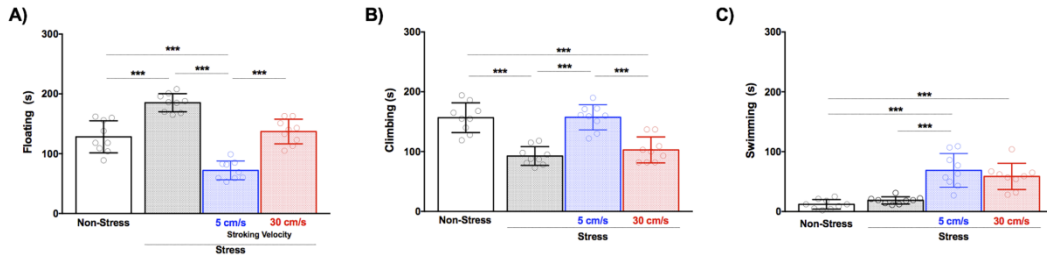 A)
Floating (s)
300
200
100
0
***
*** *** ***
Non-Stress 5 cm/s 30 cm/s
Stroking Velocity
Stress
B)
Climbing (s)
300
200
100
0
***
*** *** ***
Non-Stress 5 cm/s 30 cm/s
Stress
C)
Swimming (s)
300
200
100
0
***
***
***
Non-Stress 5 cm/s 30 cm/s
Stress